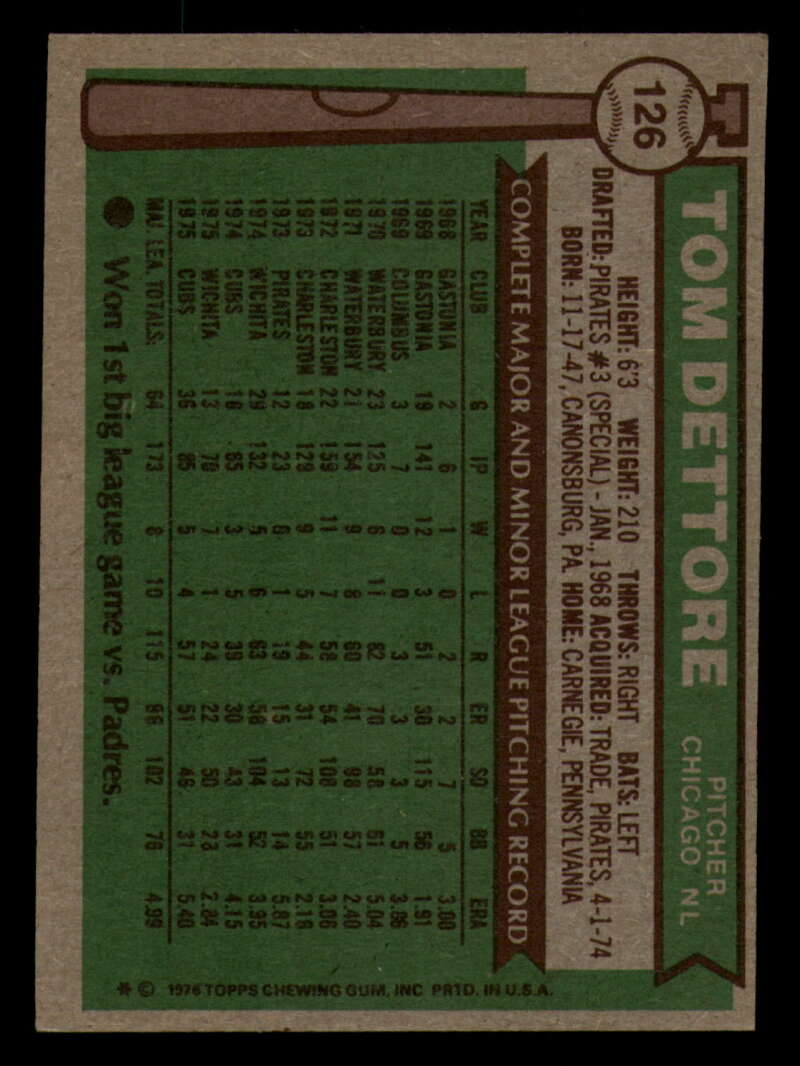 126
TOM DETTORE
PITCHER
CHICAGO NL
HEIGHT: 6'3 WEIGHT: 210 THROWS: RIGHT BATS: LEFT
DRAFTED: PIRATES #3 (SPECIAL) - JAN., 1968 ACQUIRED: TRADE, PIRATES, 4-1-74
BORN: 11-17-47, CANONSBURG, PA. HOME: CARNEGIE, PENNSYLVANIA
COMPLETE MAJOR AND MINOR LEAGUE PITCHING RECORD
YEAR CLUB G IP W L R ER SO BB ERA
1968 GASTONIA 2 6 1 0 2 2 7 5 3.00
1969 GASTONIA 19 141 12 3 51 30 115 56 1.91
1969 COLUMBUS 3 7 0 0 3 3 3 5 3.86
1970 WATERBURY 23 125 6 11 82 70 58 61 5.04
1971 WATERBURY 21 154 9 8 60 41 98 57 2.40
1972 CHARLESTON 22 159 11 7 58 54 108 51 3.06
1973 CHARLESTON 18 129 9 5 44 31 72 55 2.16
1973 PIRATES 12 23 0 1 19 15 13 14 5.87
1974 WICHITA 29 132 5 6 63 58 104 52 3.95
1974 CUBS 16 65 3 5 39 30 43 31 4.15
1975 WICHITA 13 70 7 1 24 22 50 23 2.84
1975 CUBS 36 85 5 4 57 51 46 31 5.40
MAJ. LEA. TOTALS: 64 173 8 10 115 96 102 76 4.99
Won 1st big league game vs. Padres.
* © 1976 TOPPS CHEWING GUM, INC PRTD. IN U.S.A.